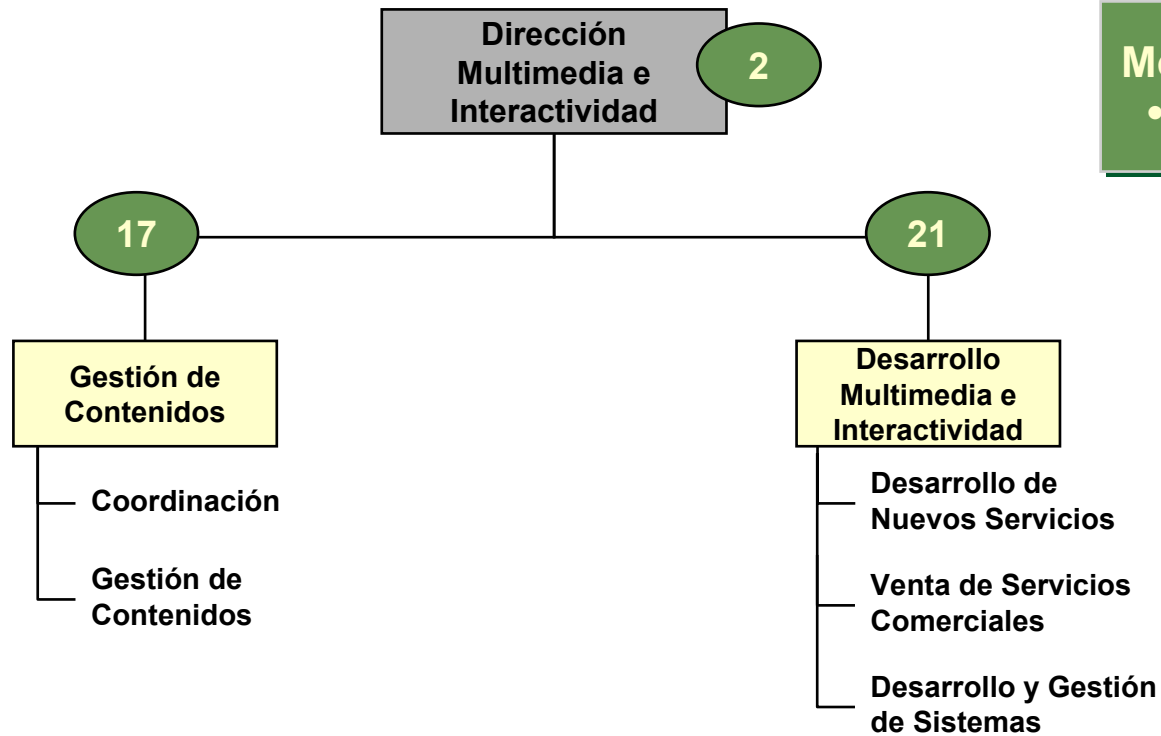 Dirección
Multimedia e
Interactividad
2
17
21
Gestión de
Contenidos
Desarrollo
Multimedia e
Interactividad
Coordinación
Gestión de
Contenidos
Desarrollo de
Nuevos Servicios
Venta de Servicios
Comerciales
Desarrollo y Gestión
de Sistemas